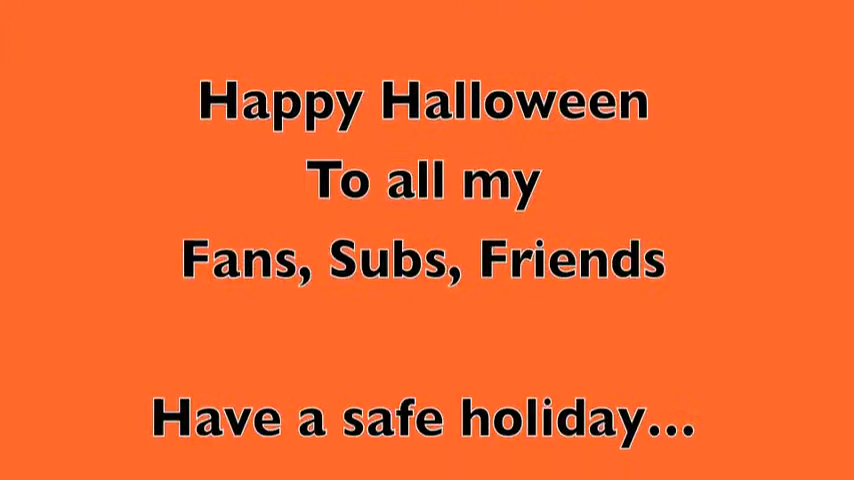 Happy Halloween
To all my
Fans, Subs, Friends
Have a safe holiday...